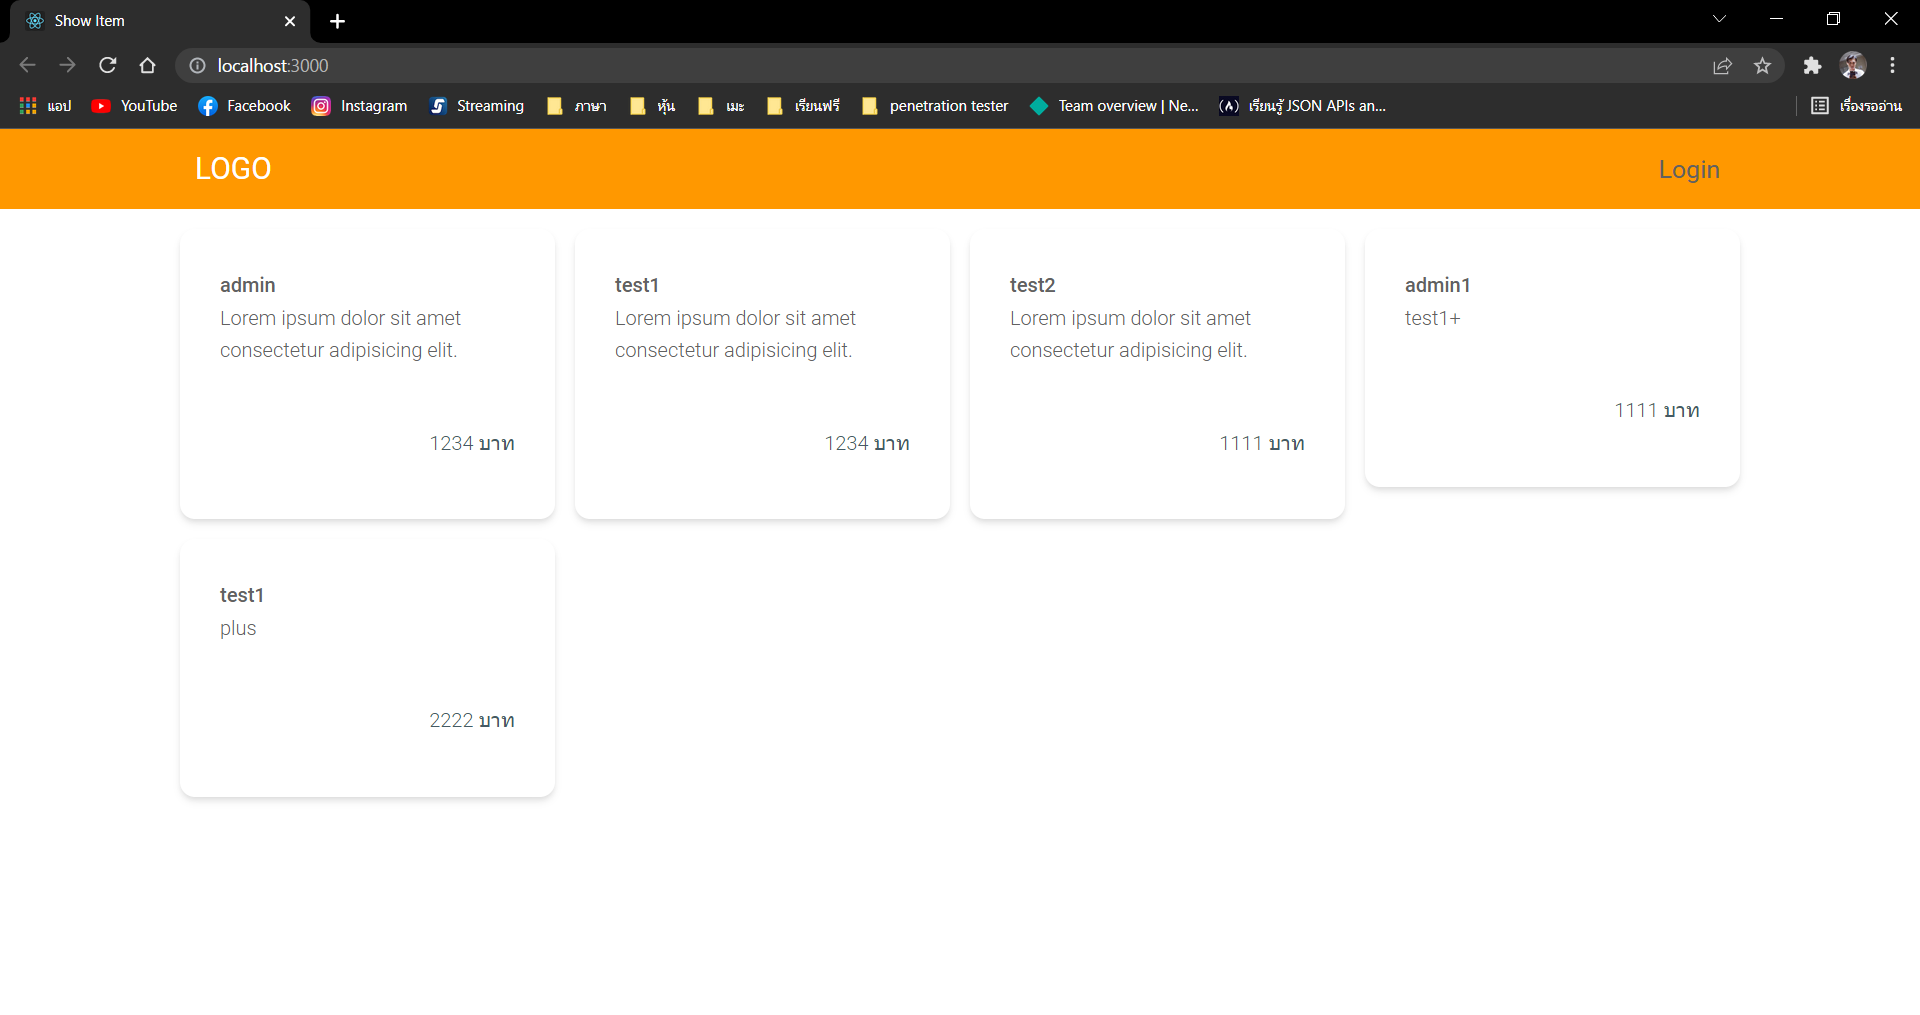 Show Item
localhost:3000
แอป
YouTube
Facebook
Instagram
Streaming
ภาษา
หุ้น
เมะ
เรียนฟรี
penetration tester
Team overview | Ne...
เรียนรู้ JSON APIs an...
เรื่องรออ่าน
LOGO
Login
admin
Lorem ipsum dolor sit amet
consectetur adipisicing elit.
1234 บาท
test1
Lorem ipsum dolor sit amet
consectetur adipisicing elit.
1234 บาท
test2
Lorem ipsum dolor sit amet
consectetur adipisicing elit.
1111 บาท
admin1
test1+
1111 บาท
test1
plus
2222 บาท